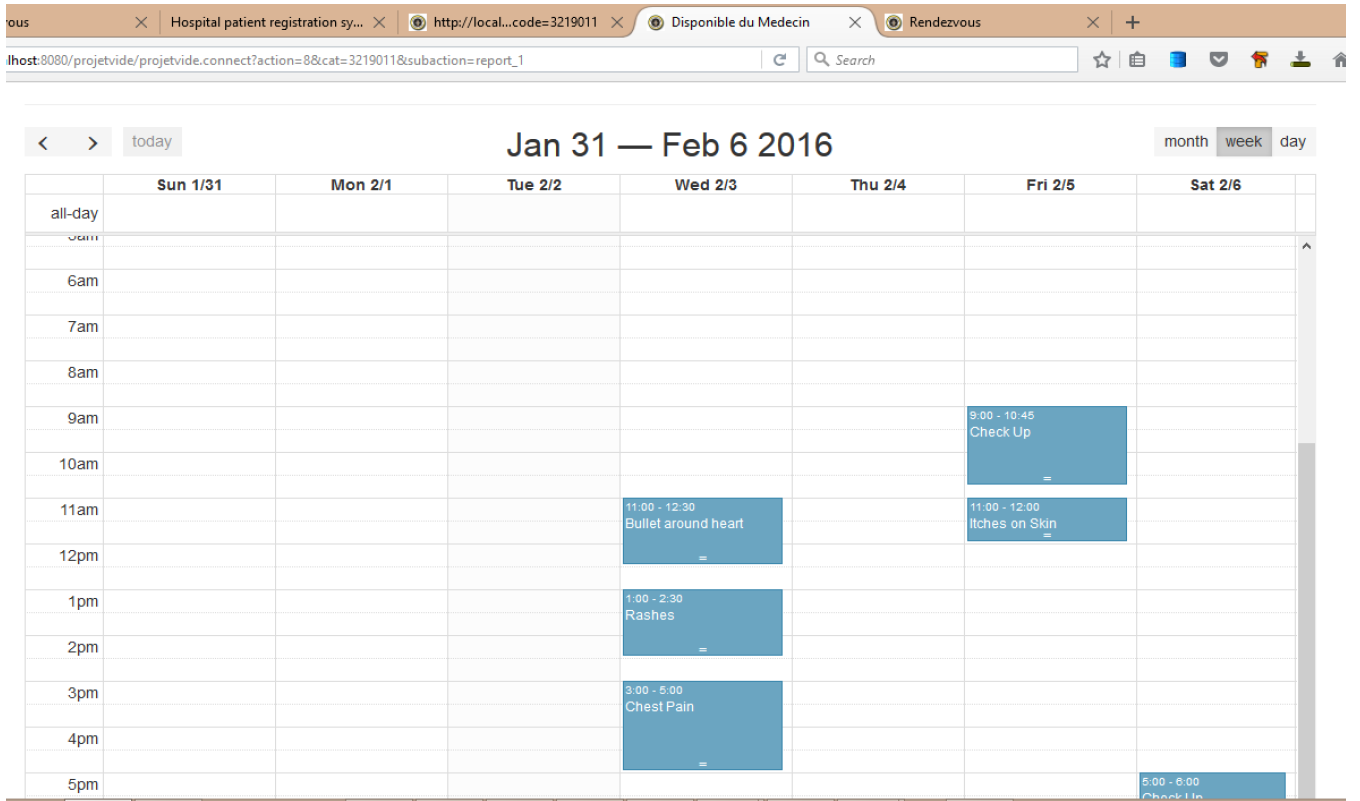 rous
Hospital patient registration sy...
http://local...code=3219011
Disponible du Medecin
Rendezvous
lhost:8080/projetvide/projetvide.connect?action=8&cat=3219011&subaction=report_1
Search
today
Jan 31 — Feb 6 2016
month week day
Sun 1/31 Mon 2/1 Tue 2/2 Wed 2/3 Thu 2/4 Fri 2/5 Sat 2/6
all-day
5am
6am
7am
8am
9am
9:00 - 10:45
Check Up
10am
11am
11:00 - 12:30
Bullet around heart
11:00 - 12:00
Itches on Skin
12pm
1pm
1:00 - 2:30
Rashes
2pm
3pm
3:00 - 5:00
Chest Pain
4pm
5pm
5:00 - 6:00
Check Up